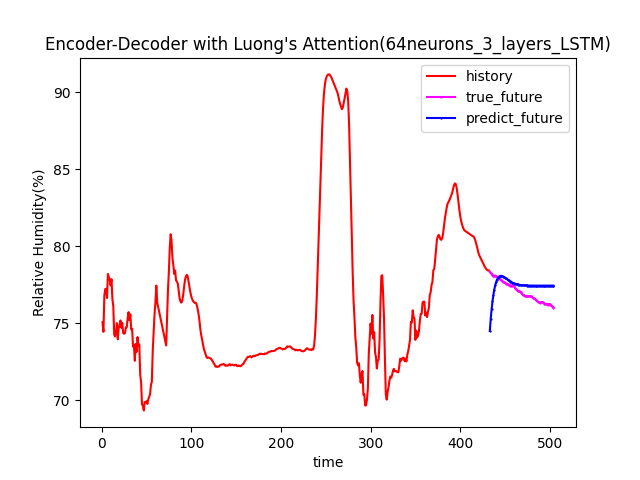 Encoder-Decoder with Luong's Attention(64neurons_3_layers_LSTM)
history
true_future
predict_future
Relative Humidity(%)
90
85
80
75
70
0 100 200 300 400 500
time